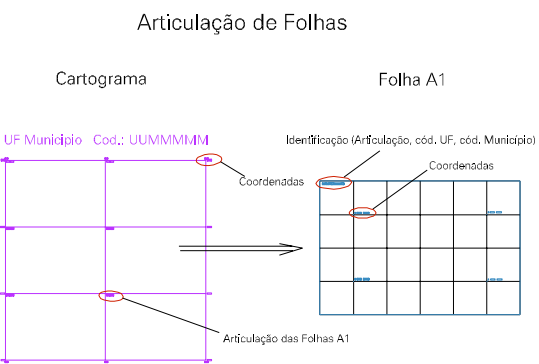 Articulação de Folhas
Cartograma
Folha A1
UF Municipio Cod.: UUMMMMM
Identificação (Articulação, cód. UF, cód. Município)
Coordenadas
Coordenadas
Articulação das Folhas A1